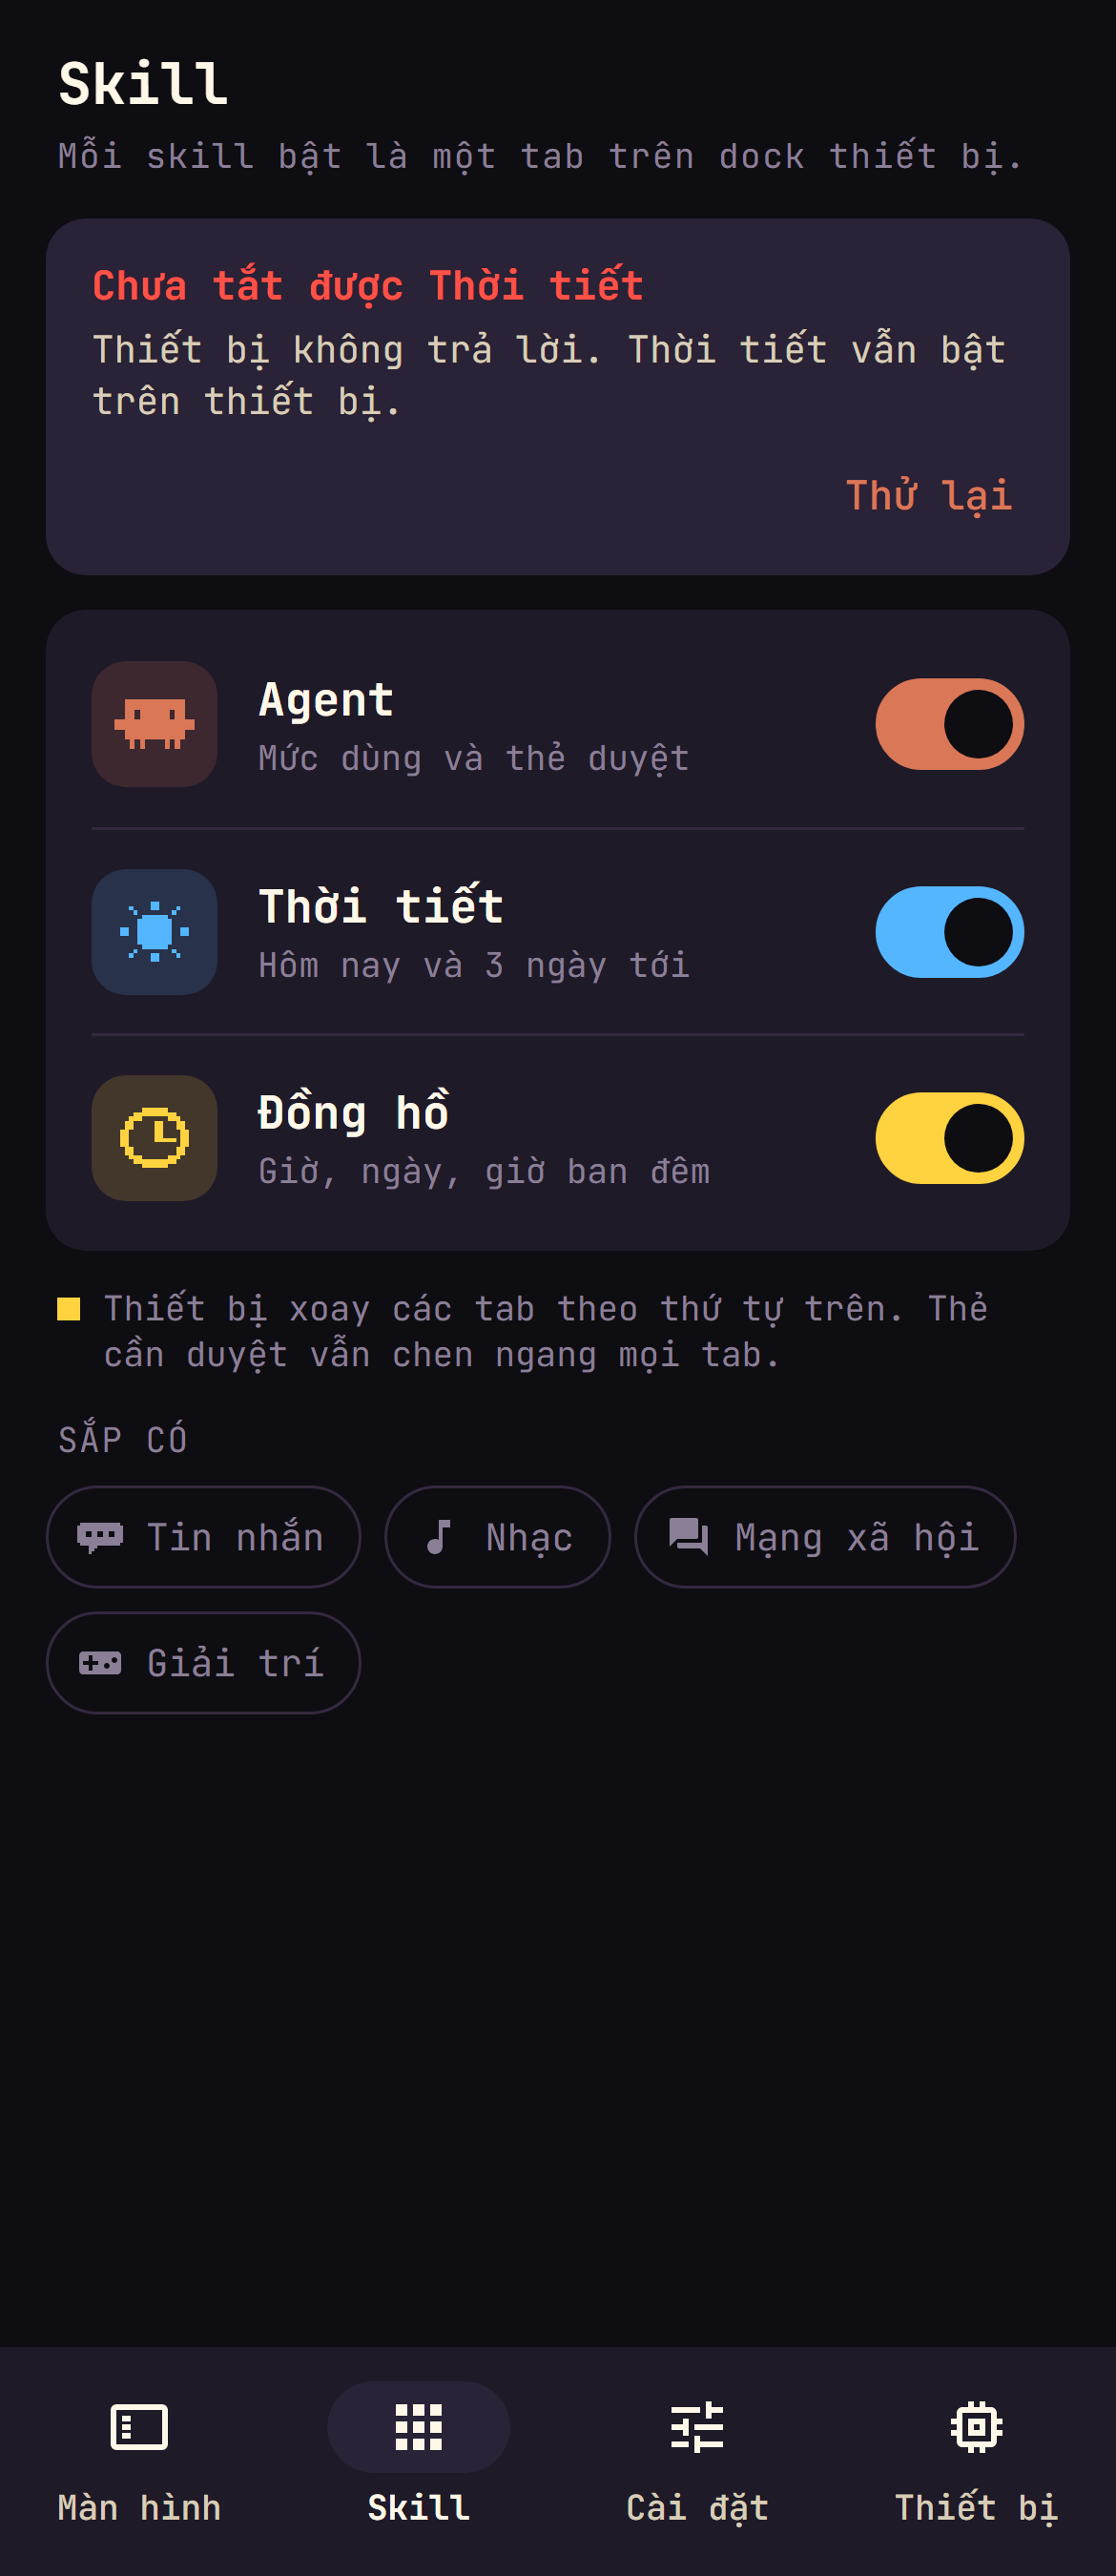 Skill
Mỗi skill bật là một tab trên dock thiết bị.
Chưa tắt được Thời tiết
Thiết bị không trả lời. Thời tiết vẫn bật
trên thiết bị.
Thử lại
Agent
Mức dùng và thẻ duyệt
Thời tiết
Hôm nay và 3 ngày tới
Đồng hồ
Giờ, ngày, giờ ban đêm
Thiết bị xoay các tab theo thứ tự trên. Thẻ
cần duyệt vẫn chen ngang mọi tab.
SẮP CÓ
Tin nhắn
Nhạc
Mạng xã hội
Giải trí
Màn hình
Skill
Cài đặt
Thiết bị